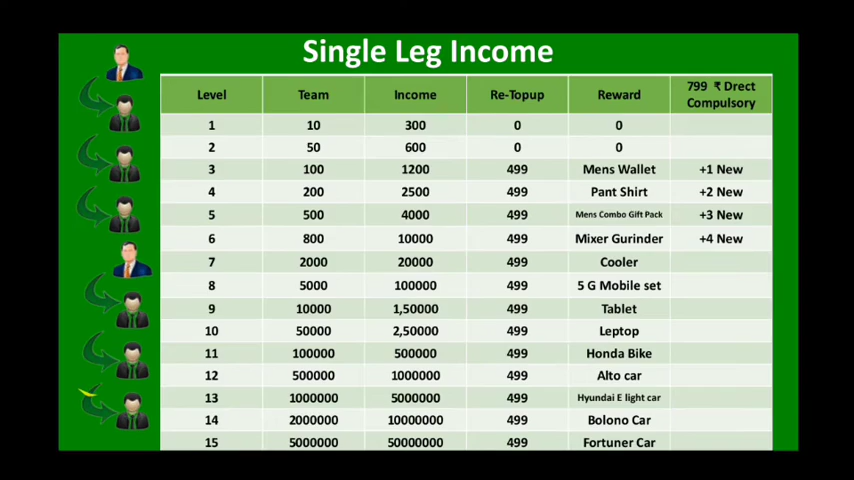 Single Leg Income
Level Team Income Re-Topup Reward 799 ₹ Drect
Compulsory
1 10 300 0 0
2 50 600 0 0
3 100 1200 499 Mens Wallet +1 New
4 200 2500 499 Pant Shirt +2 New
5 500 4000 499 Mens Combo Gift Pack +3 New
6 800 10000 499 Mixer Gurinder +4 New
7 2000 20000 499 Cooler
8 5000 100000 499 5 G Mobile set
9 10000 1,50000 499 Tablet
10 50000 2,50000 499 Leptop
11 100000 500000 499 Honda Bike
12 500000 1000000 499 Alto car
13 1000000 5000000 499 Hyundai E light car
14 2000000 10000000 499 Bolono Car
15 5000000 50000000 499 Fortuner Car